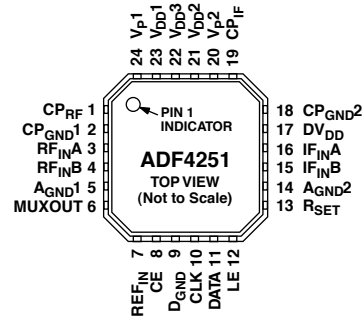 24 VP1
23 VDD1
22 VDD3
21 VDD2
20 VP2
19 CPIF
CPRF 1
CPGND1 2
RFINA 3
RFINB 4
AGND1 5
MUXOUT 6
PIN 1
INDICATOR
ADF4251
TOP VIEW
(Not to Scale)
18 CPGND2
17 DVDD
16 IFINA
15 IFINB
14 AGND2
13 RSET
REFIN 7
CE 8
DGND 9
CLK 10
DATA 11
LE 12